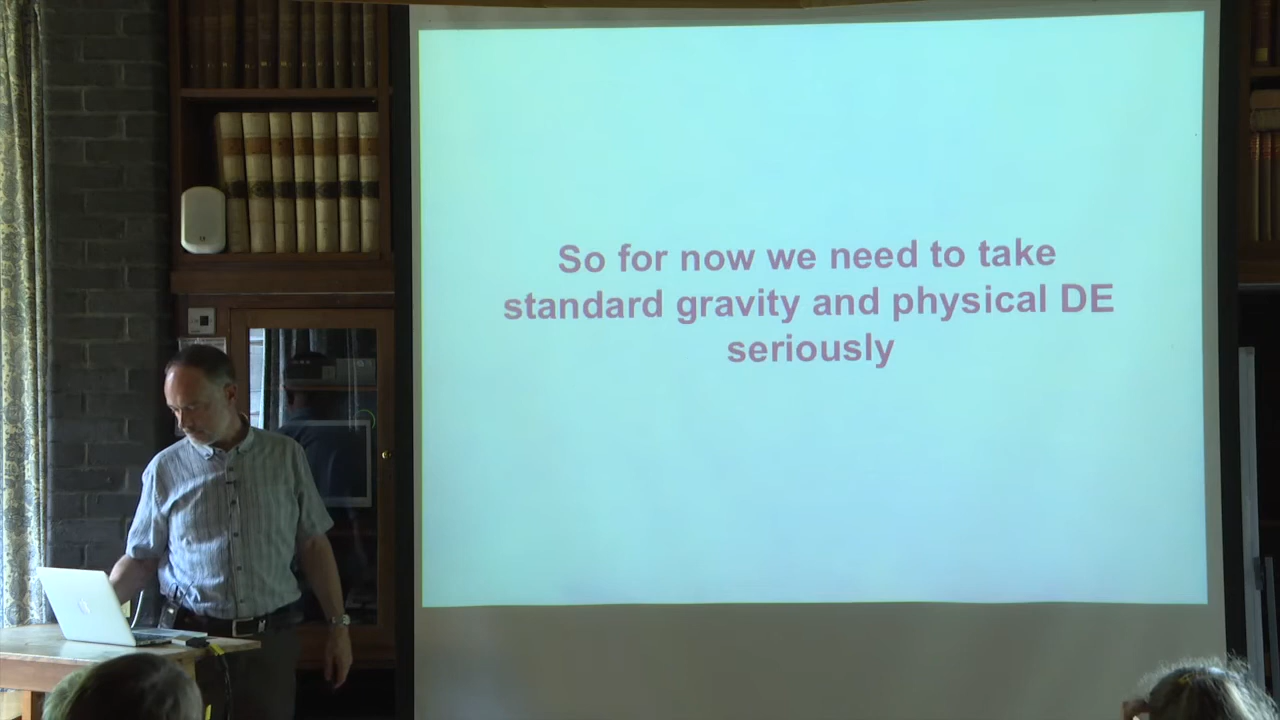 So for now we need to take
standard gravity and physical DE
seriously